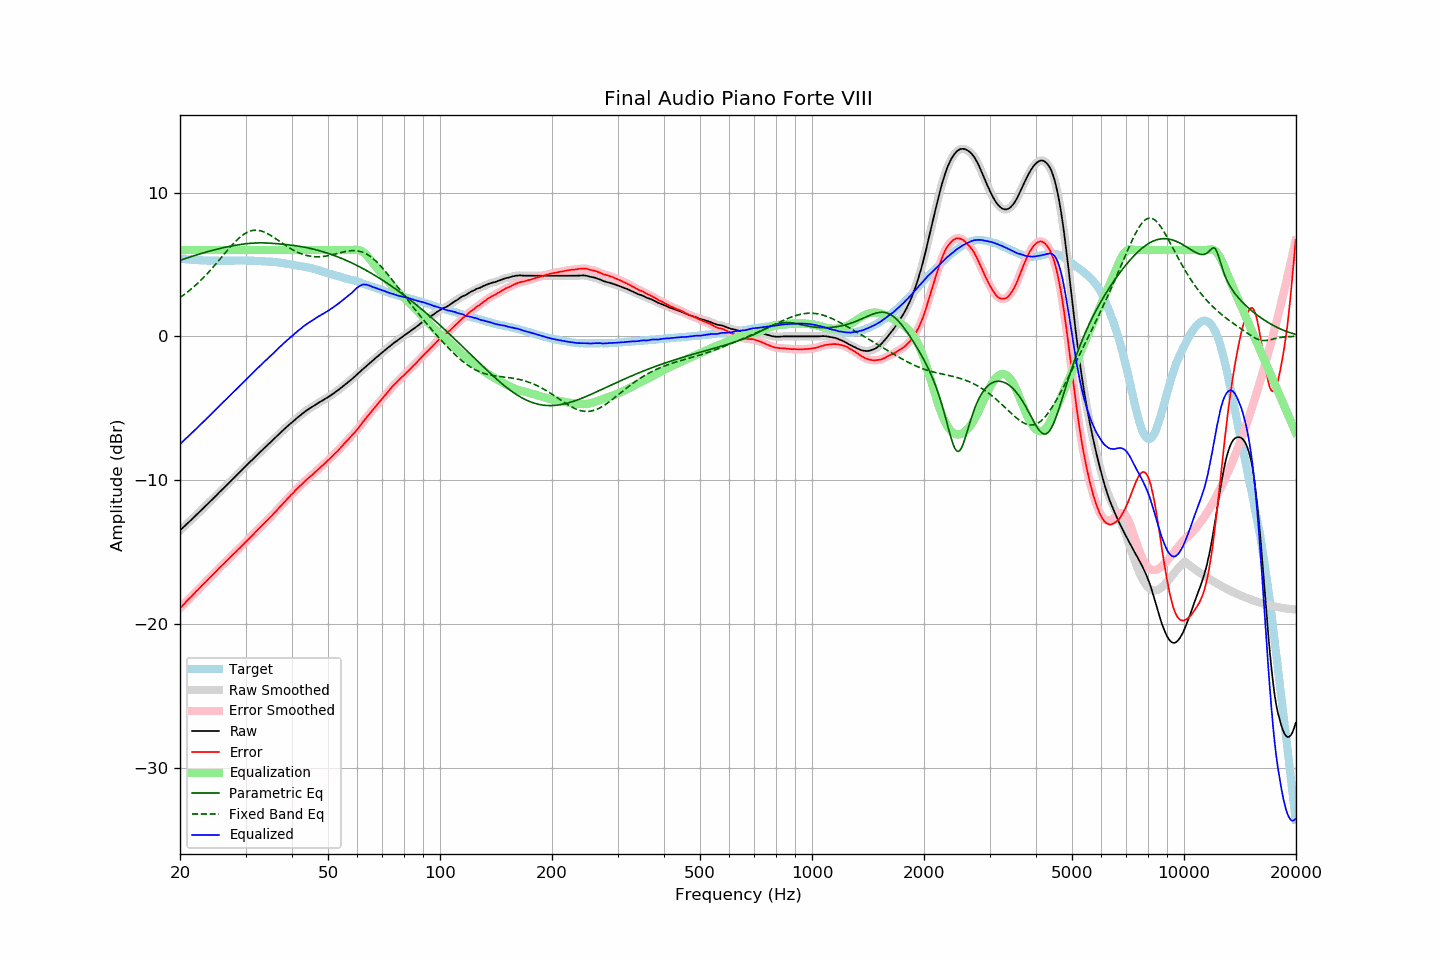 Final Audio Piano Forte VIII
Amplitude (dBr)
10
0
−10
−20
−30
Target
Raw Smoothed
Error Smoothed
Raw
Error
Equalization
Parametric Eq
Fixed Band Eq
Equalized
20 50 100 200 500 1000 2000 5000 10000 20000
Frequency (Hz)